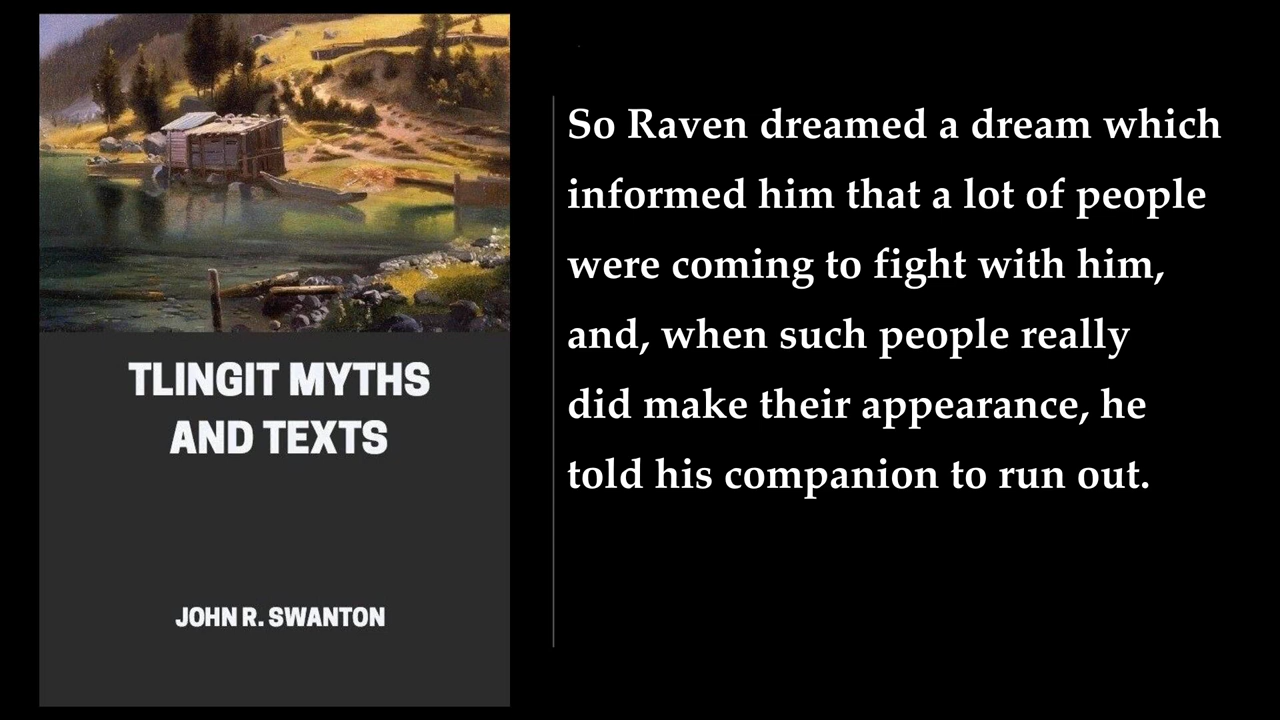 TLINGIT MYTHS
AND TEXTS
JOHN R. SWANTON
So Raven dreamed a dream which
informed him that a lot of people
were coming to fight with him,
and, when such people really
did make their appearance, he
told his companion to run out.